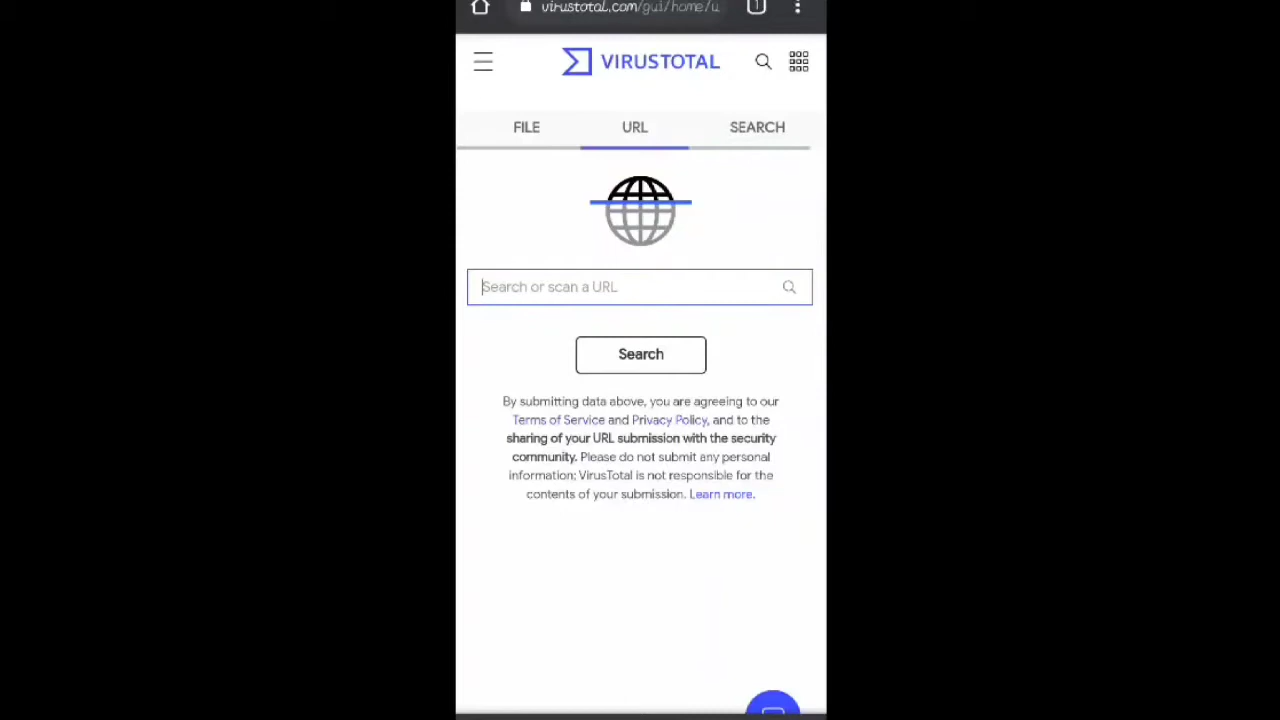 virustotal.com/gui/home/u
1
VIRUSTOTAL
FILE URL SEARCH
Search or scan a URL
Search
By submitting data above, you are agreeing to our
Terms of Service and Privacy Policy, and to the
sharing of your URL submission with the security
community. Please do not submit any personal
information; VirusTotal is not responsible for the
contents of your submission. Learn more.